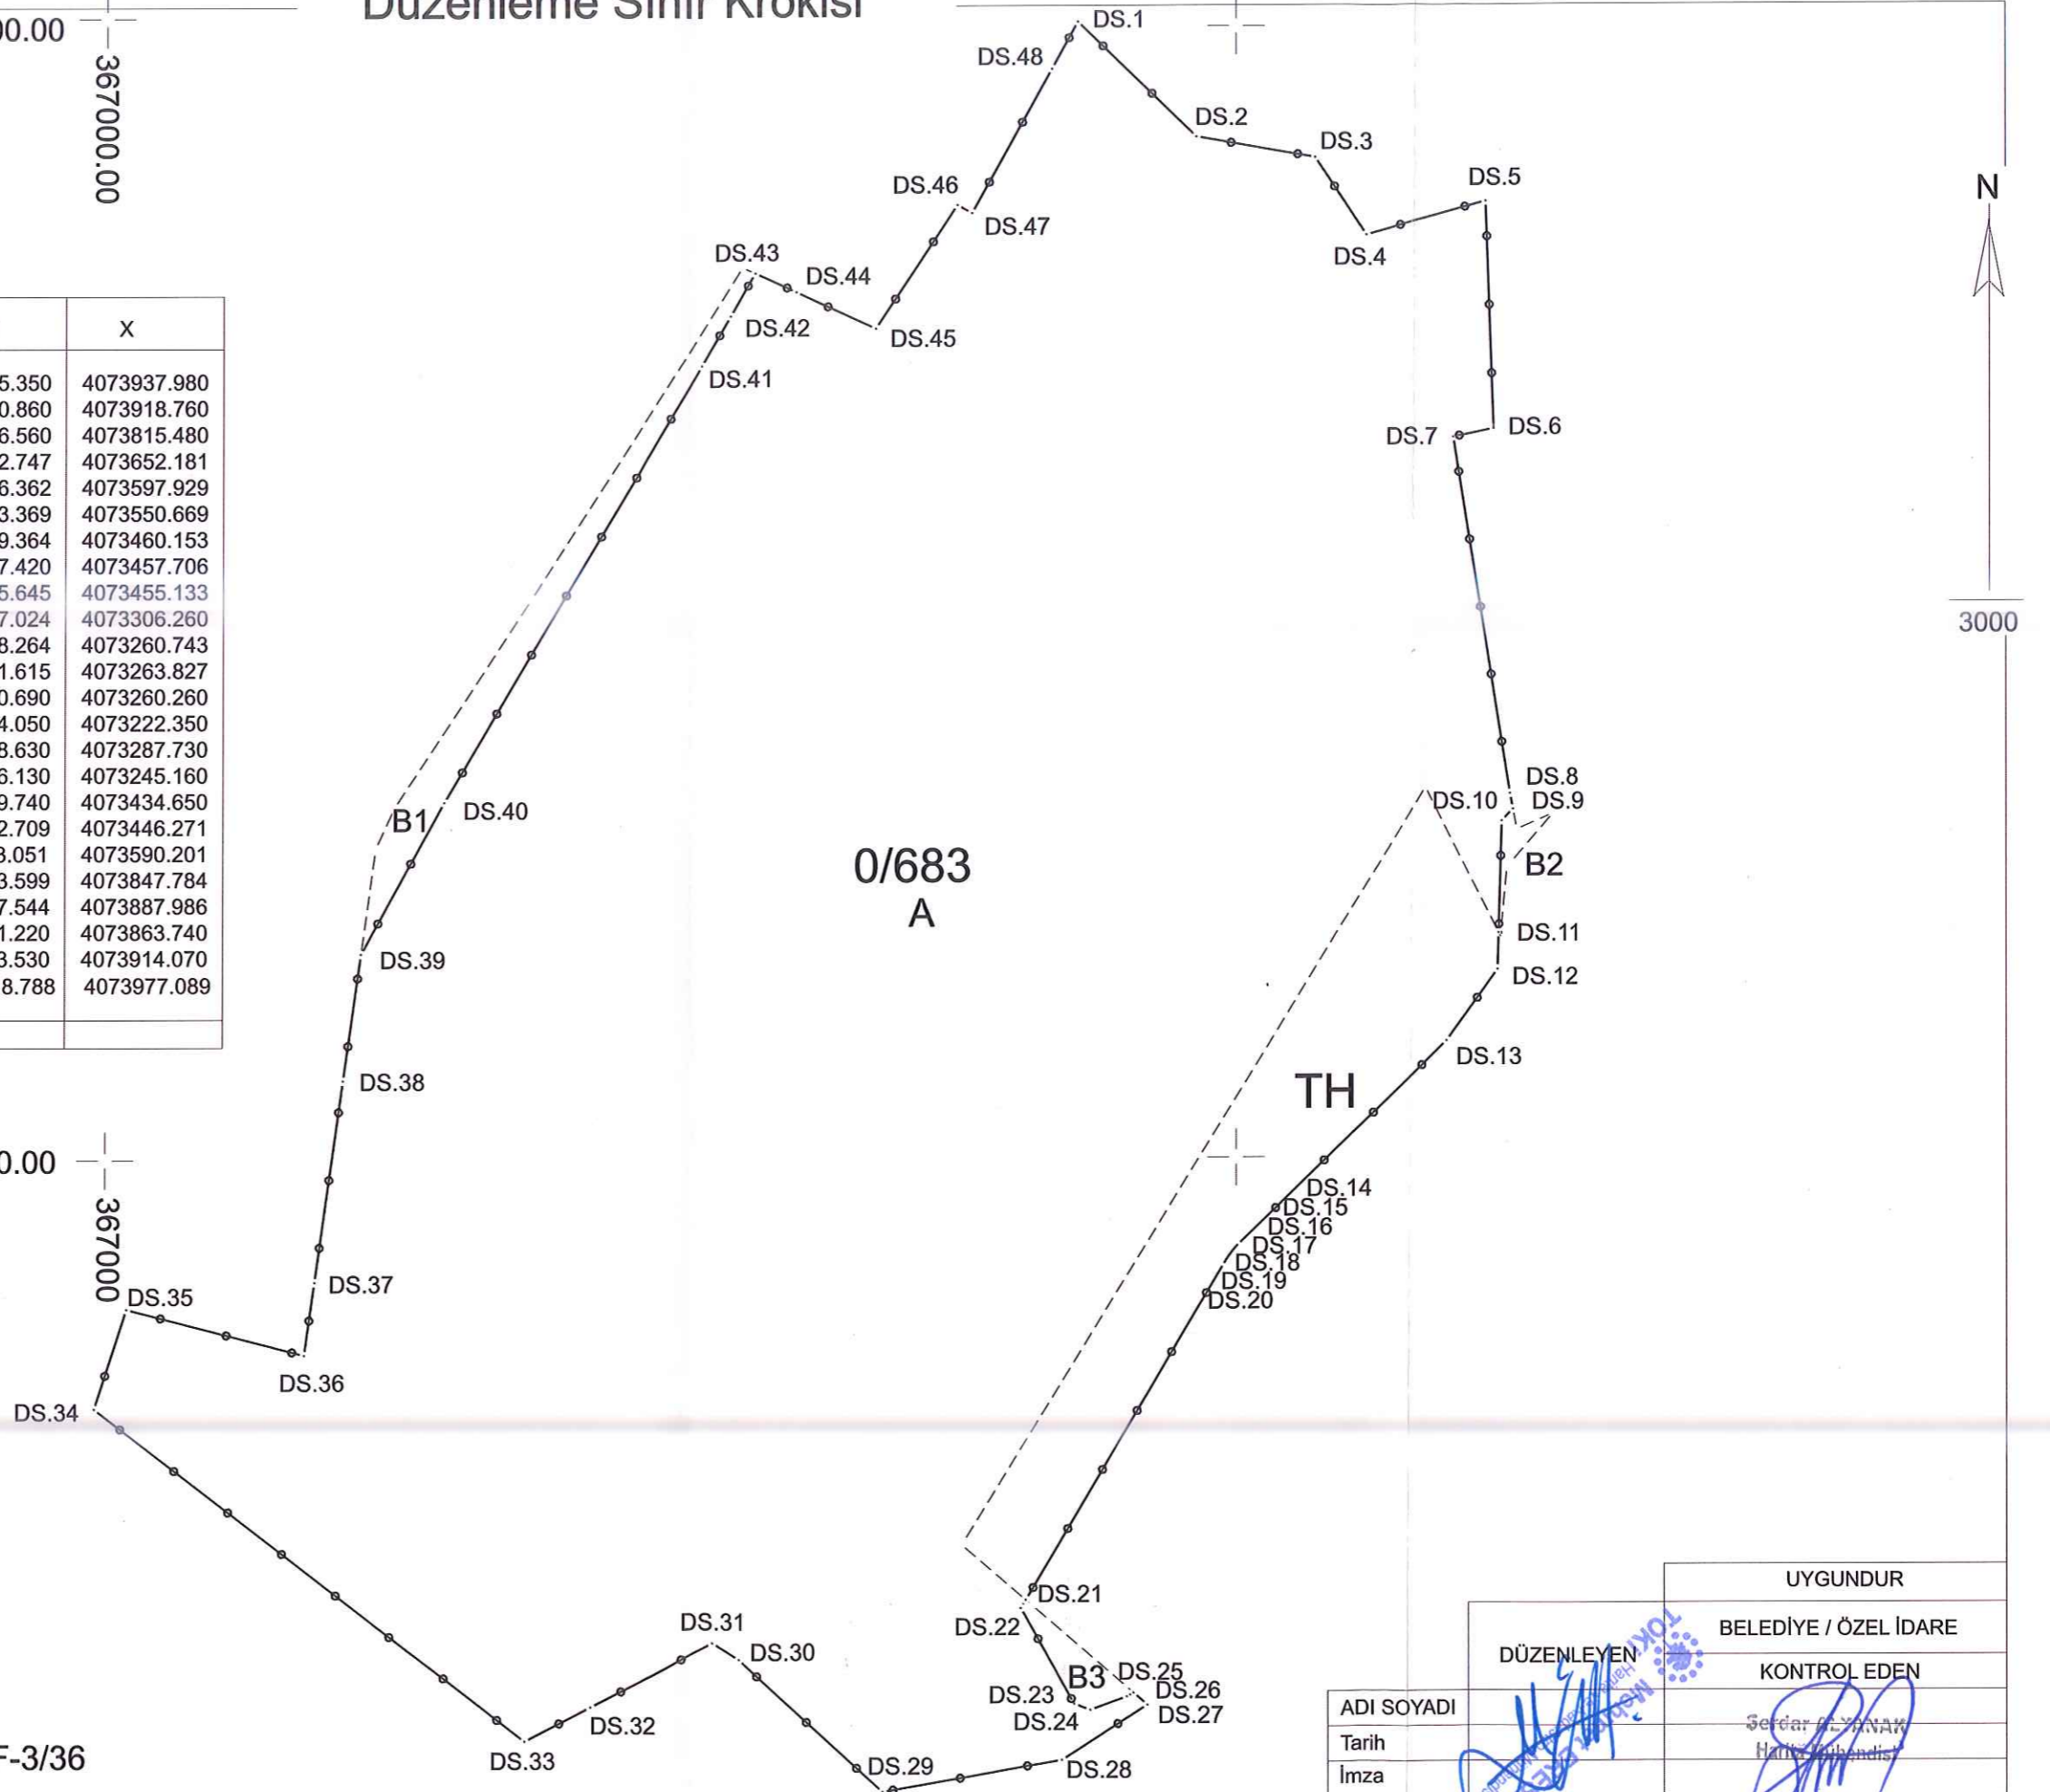 Düzenleme Sınır Krokisi
00.00
367000.00
DS.1
DS.48
DS.2
DS.3
DS.5
DS.46
DS.47
DS.4
N
DS.43
DS.44
DS.42
DS.45
DS.41
DS.7
DS.6
3000
X
5.350 4073937.980
0.860 4073918.760
6.560 4073815.480
2.747 4073652.181
6.362 4073597.929
3.369 4073550.669
9.364 4073460.153
7.420 4073457.706
5.645 4073455.133
7.024 4073306.260
8.264 4073260.743
1.615 4073263.827
0.690 4073260.260
4.050 4073222.350
8.630 4073287.730
6.130 4073245.160
9.740 4073434.650
2.709 4073446.271
3.051 4073590.201
3.599 4073847.784
7.544 4073887.986
1.220 4073863.740
3.530 4073914.070
8.788 4073977.089
DS.8
DS.10
DS.9
B1
DS.40
0/683
A
B2
DS.11
DS.39
DS.12
DS.13
DS.38
TH
0.00
367000
DS.14
DS.15
DS.16
DS.17
DS.18
DS.19
DS.20
DS.37
DS.35
DS.36
DS.34
DS.21
DS.22
DS.31
DS.30
B3
DS.25
DS.23
DS.26
DS.24
DS.27
DS.32
DS.33
DS.29
DS.28
F-3/36
UYGUNDUR
BELEDİYE / ÖZEL İDARE
DÜZENLEYEN
KONTROL EDEN
ADI SOYADI
Tarih
İmza
TOKİ
Serdar ALYANAK
Harita Mühendisi